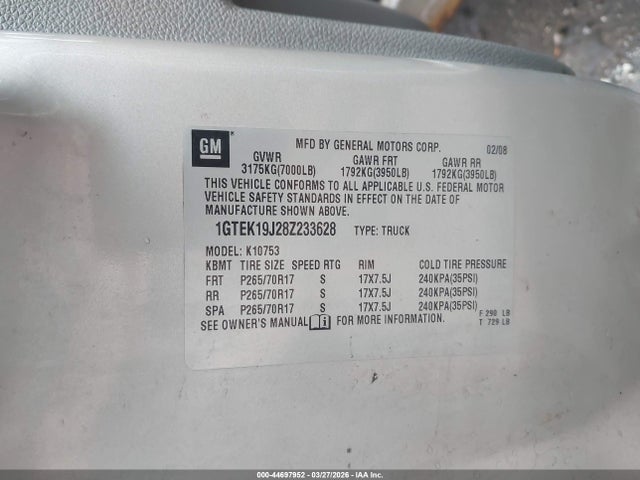 GM
MFD BY GENERAL MOTORS CORP. 02/08
GVWR GAWR FRT GAWR RR
3175KG(7000LB) 1792KG(3950LB) 1792KG(3950LB)
THIS VEHICLE CONFORMS TO ALL APPLICABLE U.S. FEDERAL MOTOR
VEHICLE SAFETY STANDARDS IN EFFECT ON THE DATE OF
MANUFACTURE SHOWN ABOVE.
1GTEK19J28Z233628 TYPE: TRUCK
MODEL: K10753
KBMT TIRE SIZE SPEED RTG RIM COLD TIRE PRESSURE
FRT P265/70R17 S 17X7.5J 240KPA(35PSI)
RR P265/70R17 S 17X7.5J 240KPA(35PSI)
SPA P265/70R17 S 17X7.5J 240KPA(35PSI)
SEE OWNER'S MANUAL FOR MORE INFORMATION. F 290 LB
T 729 LB
000-44697952 - 03/27/2026 - IAAI, Inc.